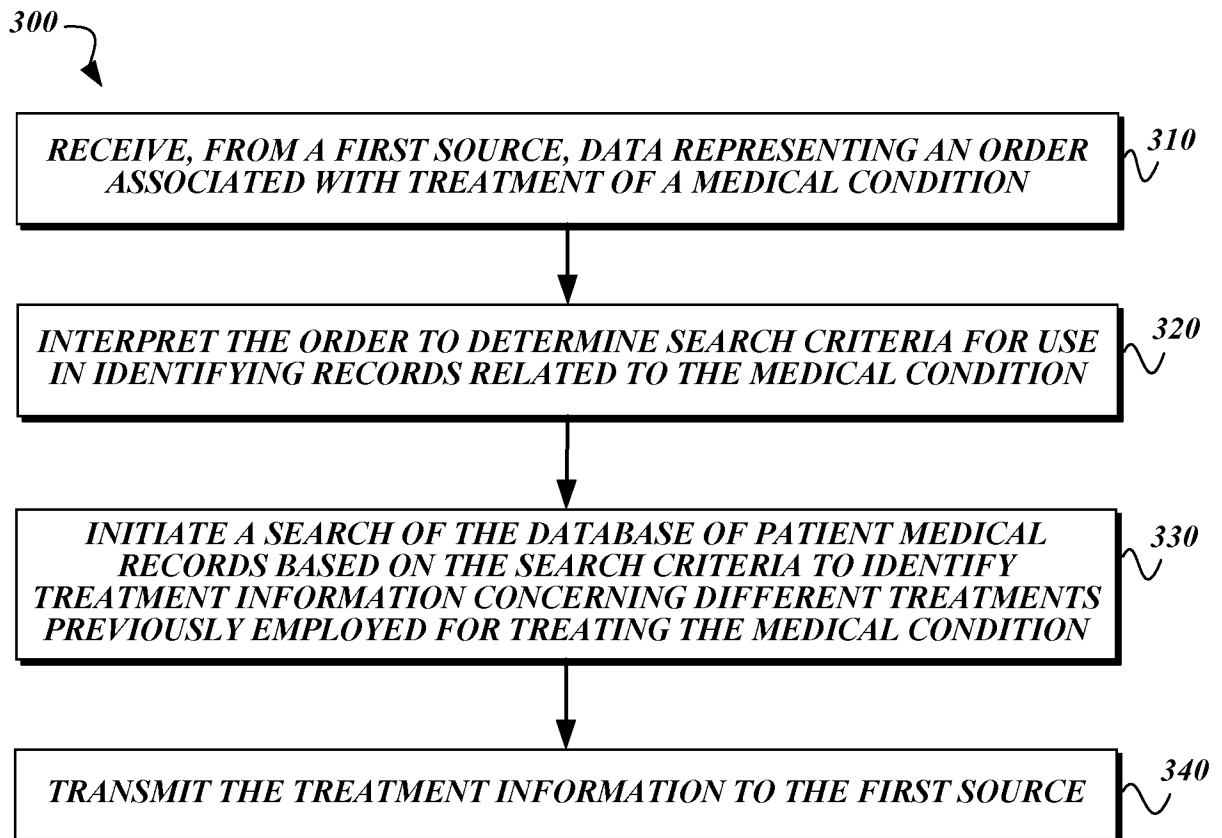 300
RECEIVE, FROM A FIRST SOURCE, DATA REPRESENTING AN ORDER
ASSOCIATED WITH TREATMENT OF A MEDICAL CONDITION
310
INTERPRET THE ORDER TO DETERMINE SEARCH CRITERIA FOR USE
IN IDENTIFYING RECORDS RELATED TO THE MEDICAL CONDITION
320
INITIATE A SEARCH OF THE DATABASE OF PATIENT MEDICAL
RECORDS BASED ON THE SEARCH CRITERIA TO IDENTIFY
TREATMENT INFORMATION CONCERNING DIFFERENT TREATMENTS
PREVIOUSLY EMPLOYED FOR TREATING THE MEDICAL CONDITION
330
TRANSMIT THE TREATMENT INFORMATION TO THE FIRST SOURCE
340